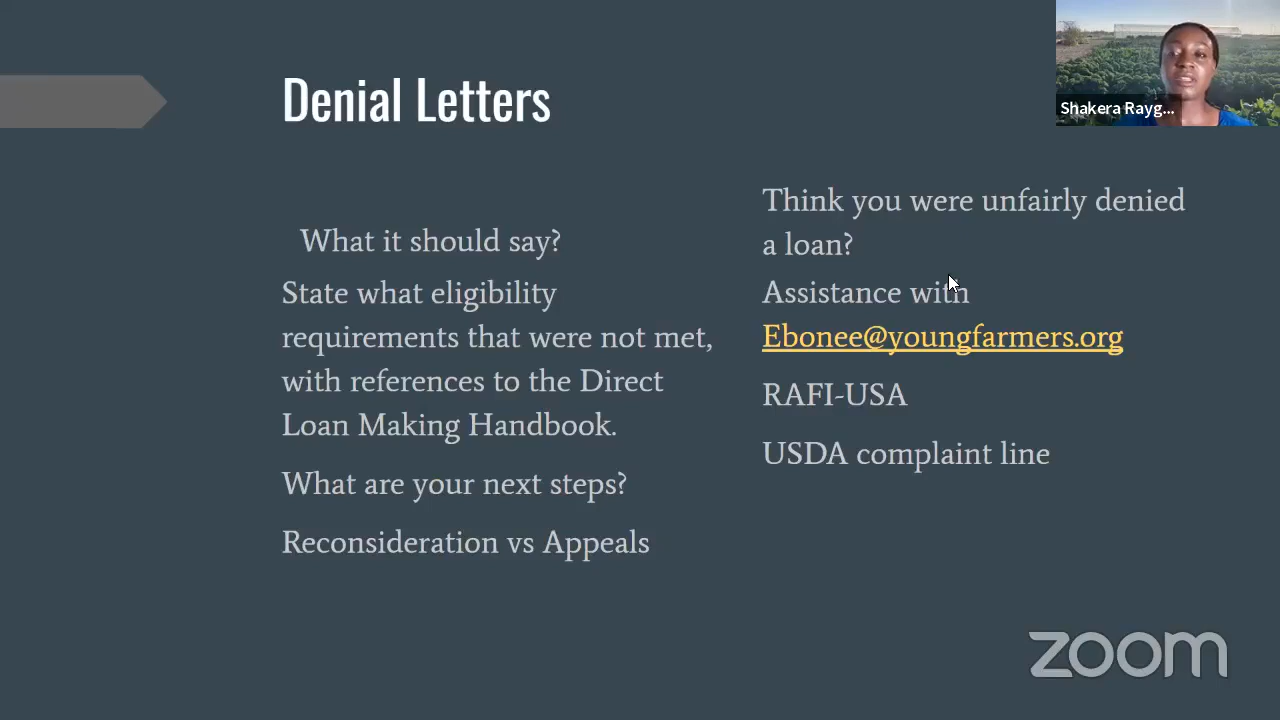 Denial Letters
What it should say?
State what eligibility
requirements that were not met,
with references to the Direct
Loan Making Handbook.
What are your next steps?
Reconsideration vs Appeals
Think you were unfairly denied
a loan?
Assistance with
Ebonee@youngfarmers.org
RAFI-USA
USDA complaint line
Shakera Rayg...
zoom